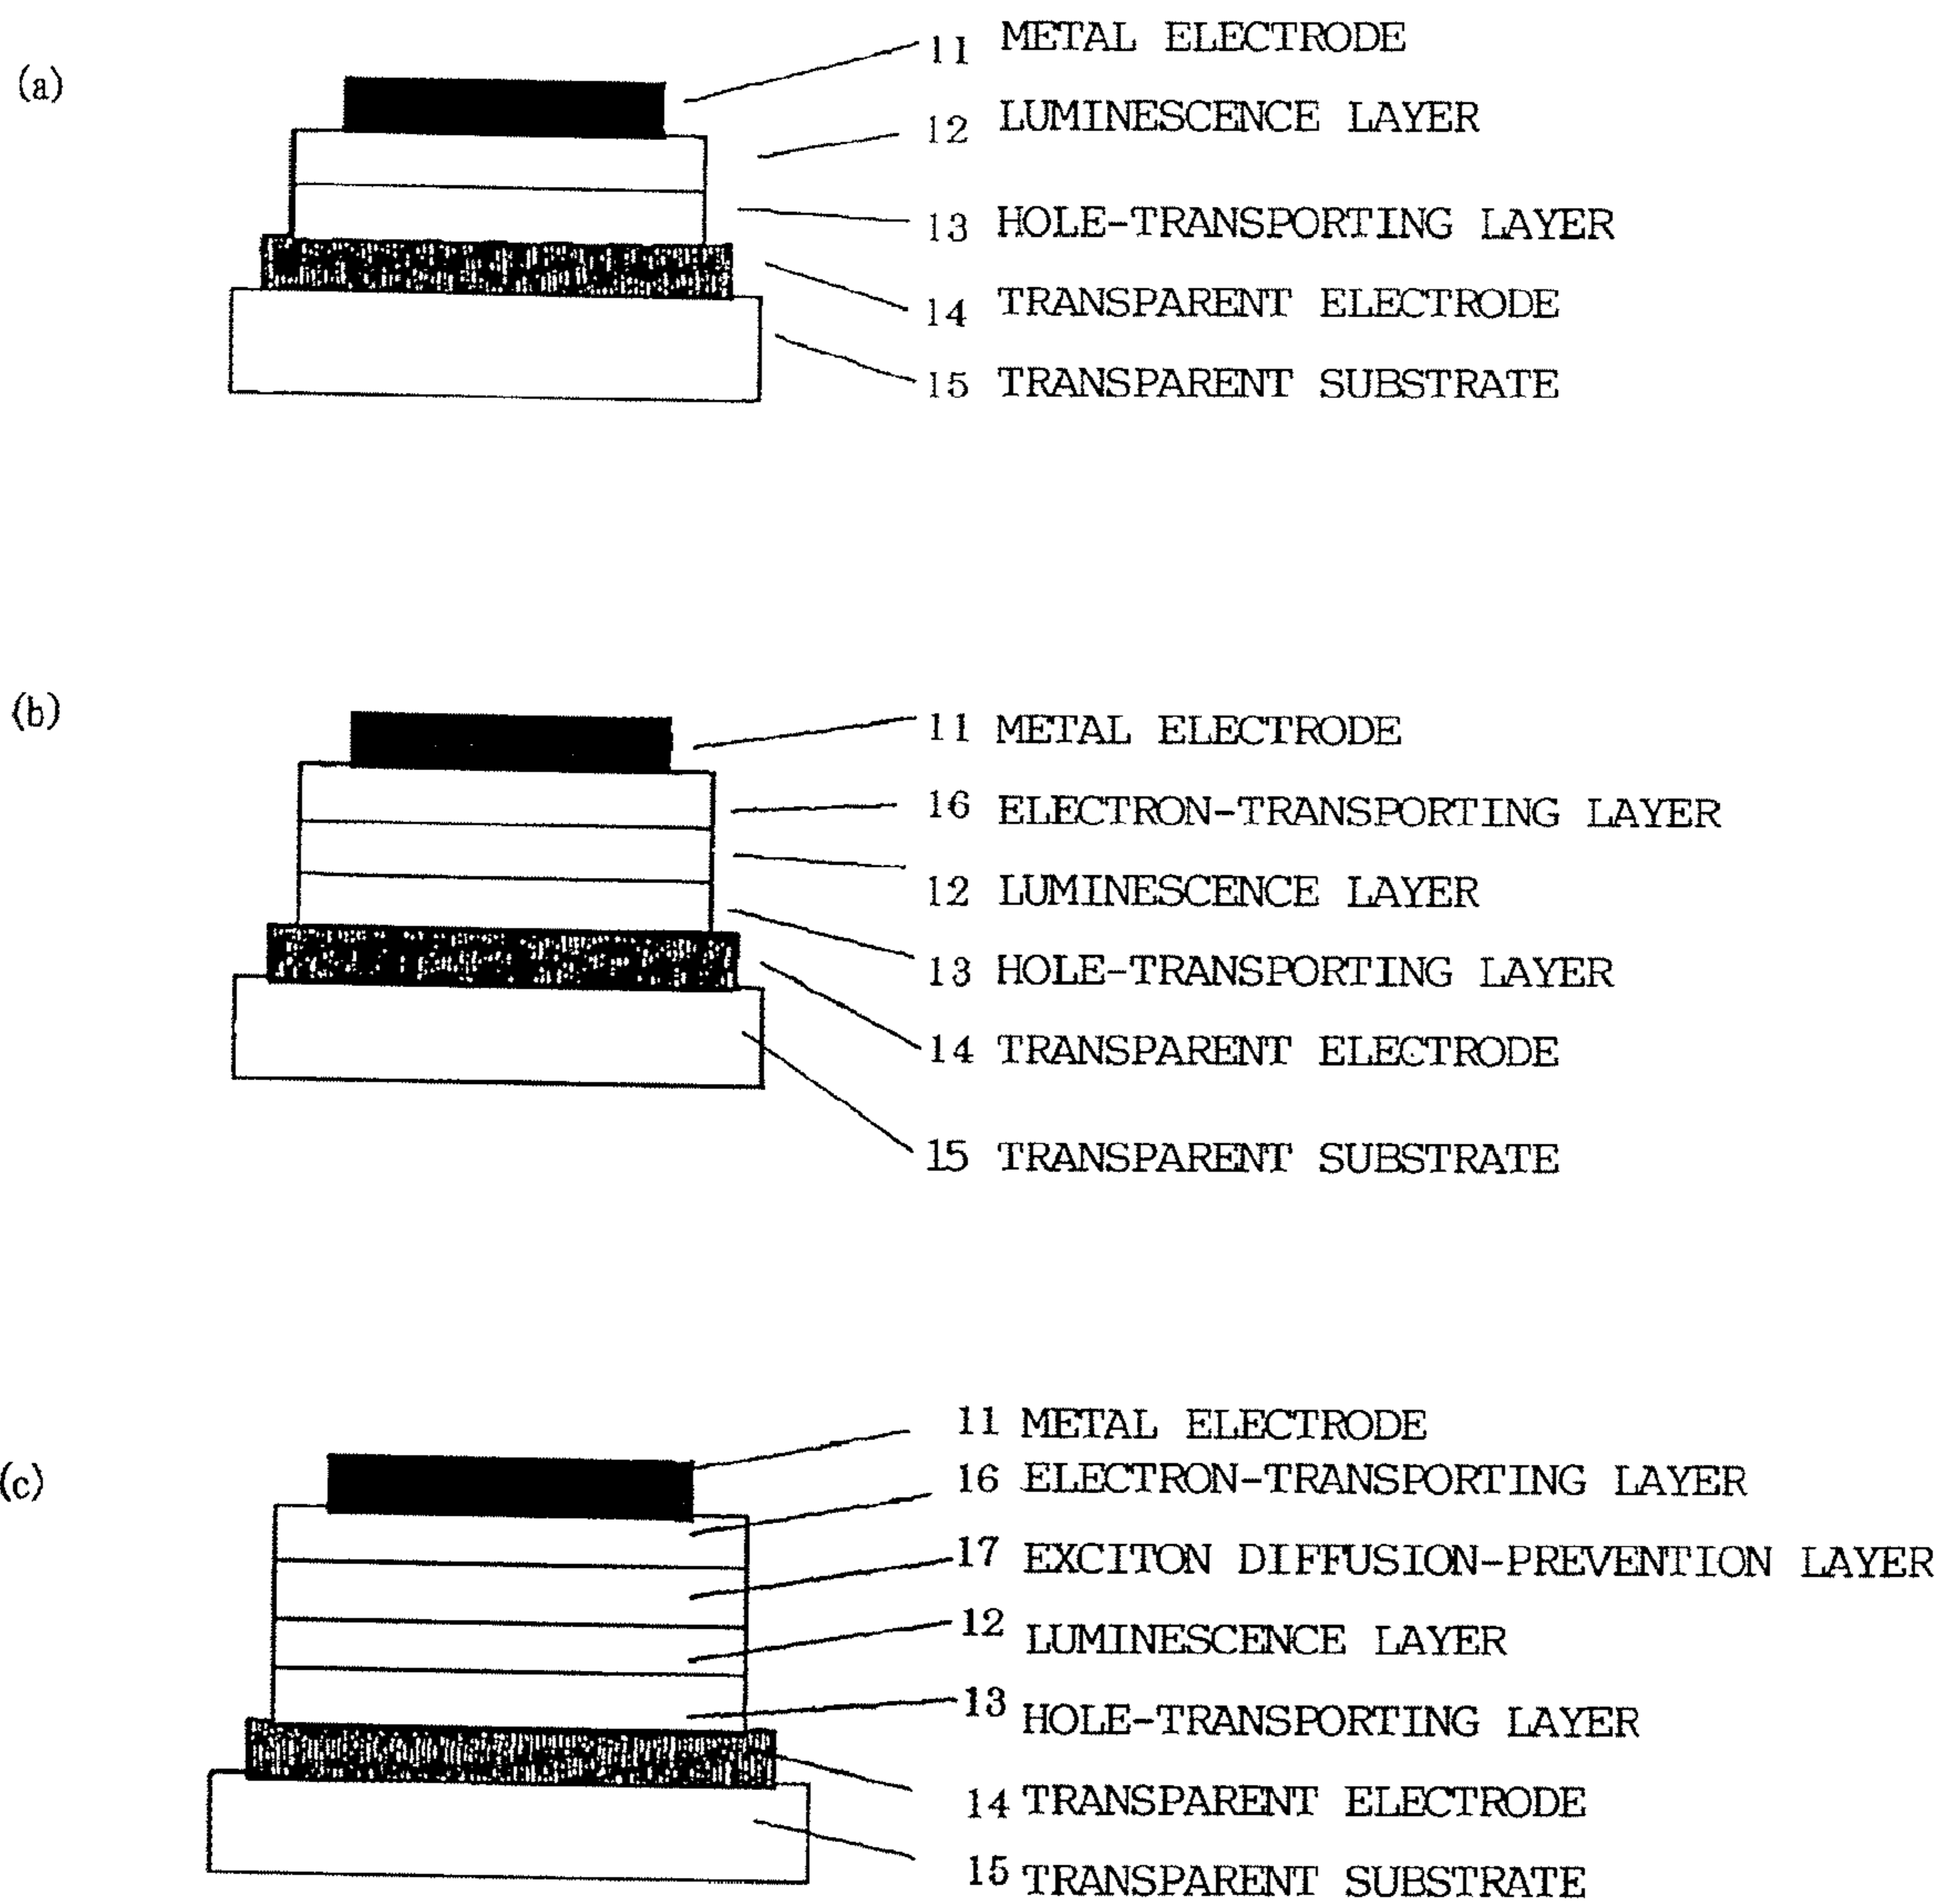 (a)
11 METAL ELECTRODE
12 LUMINESCENCE LAYER
13 HOLE-TRANSPORTING LAYER
14 TRANSPARENT ELECTRODE
15 TRANSPARENT SUBSTRATE
(b)
11 METAL ELECTRODE
16 ELECTRON-TRANSPORTING LAYER
12 LUMINESCENCE LAYER
13 HOLE-TRANSPORTING LAYER
14 TRANSPARENT ELECTRODE
15 TRANSPARENT SUBSTRATE
(c)
11 METAL ELECTRODE
16 ELECTRON-TRANSPORTING LAYER
17 EXCITON DIFFUSION-PREVENTION LAYER
12 LUMINESCENCE LAYER
13 HOLE-TRANSPORTING LAYER
14 TRANSPARENT ELECTRODE
15 TRANSPARENT SUBSTRATE